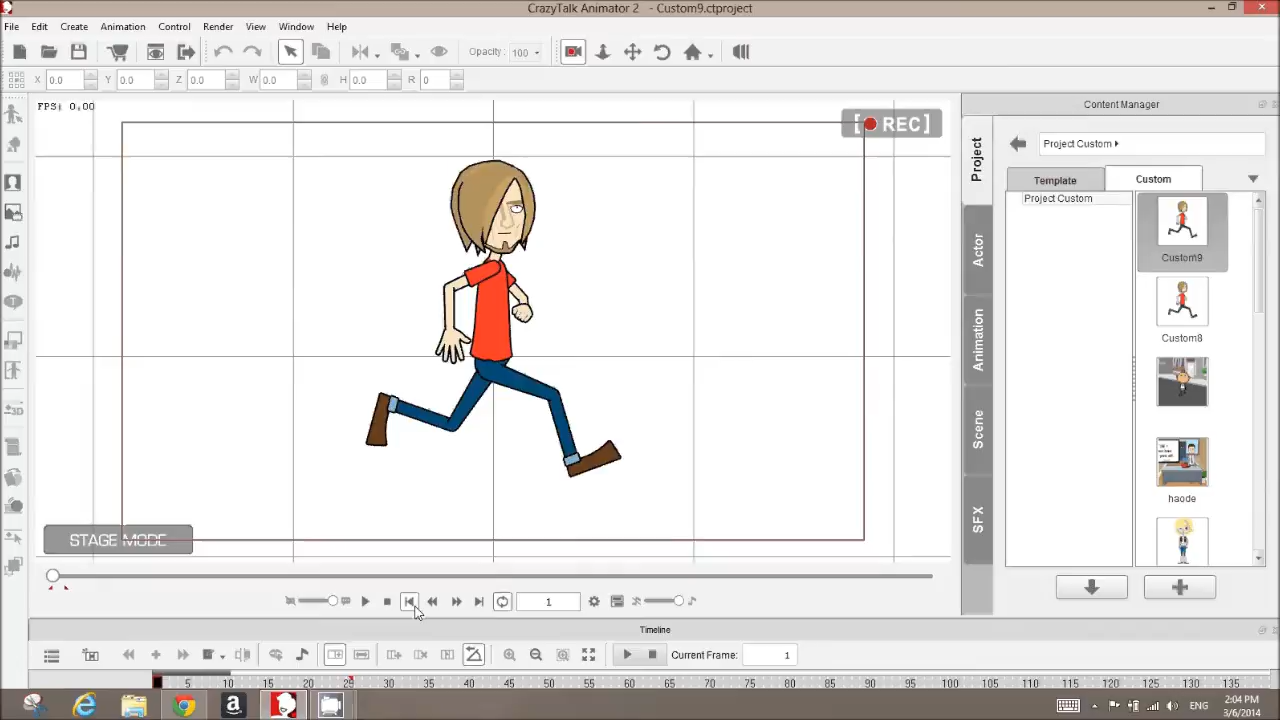 CrazyTalk Animator 2 - Custom9.ctproject
File Edit Create Animation Control Render View Window Help
Opacity : 100
X 0.0 Y 0.0 Z 0.0 W 0.0 H 0.0 R 0
FPS: 0.00
[ REC]
Content Manager
Project Custom
Template Custom
Project Custom
Custom9
Custom8
haode
Project
Actor
Animation
Scene
SFX
STAGE MODE
1
Timeline
Current Frame: 1
5 10 15 20 25 30 35 40 45 50 55 60 65 70 75 80 85 90 95 100 105 110 115 120 125 130 135
ENG
2:04 PM
3/6/2014